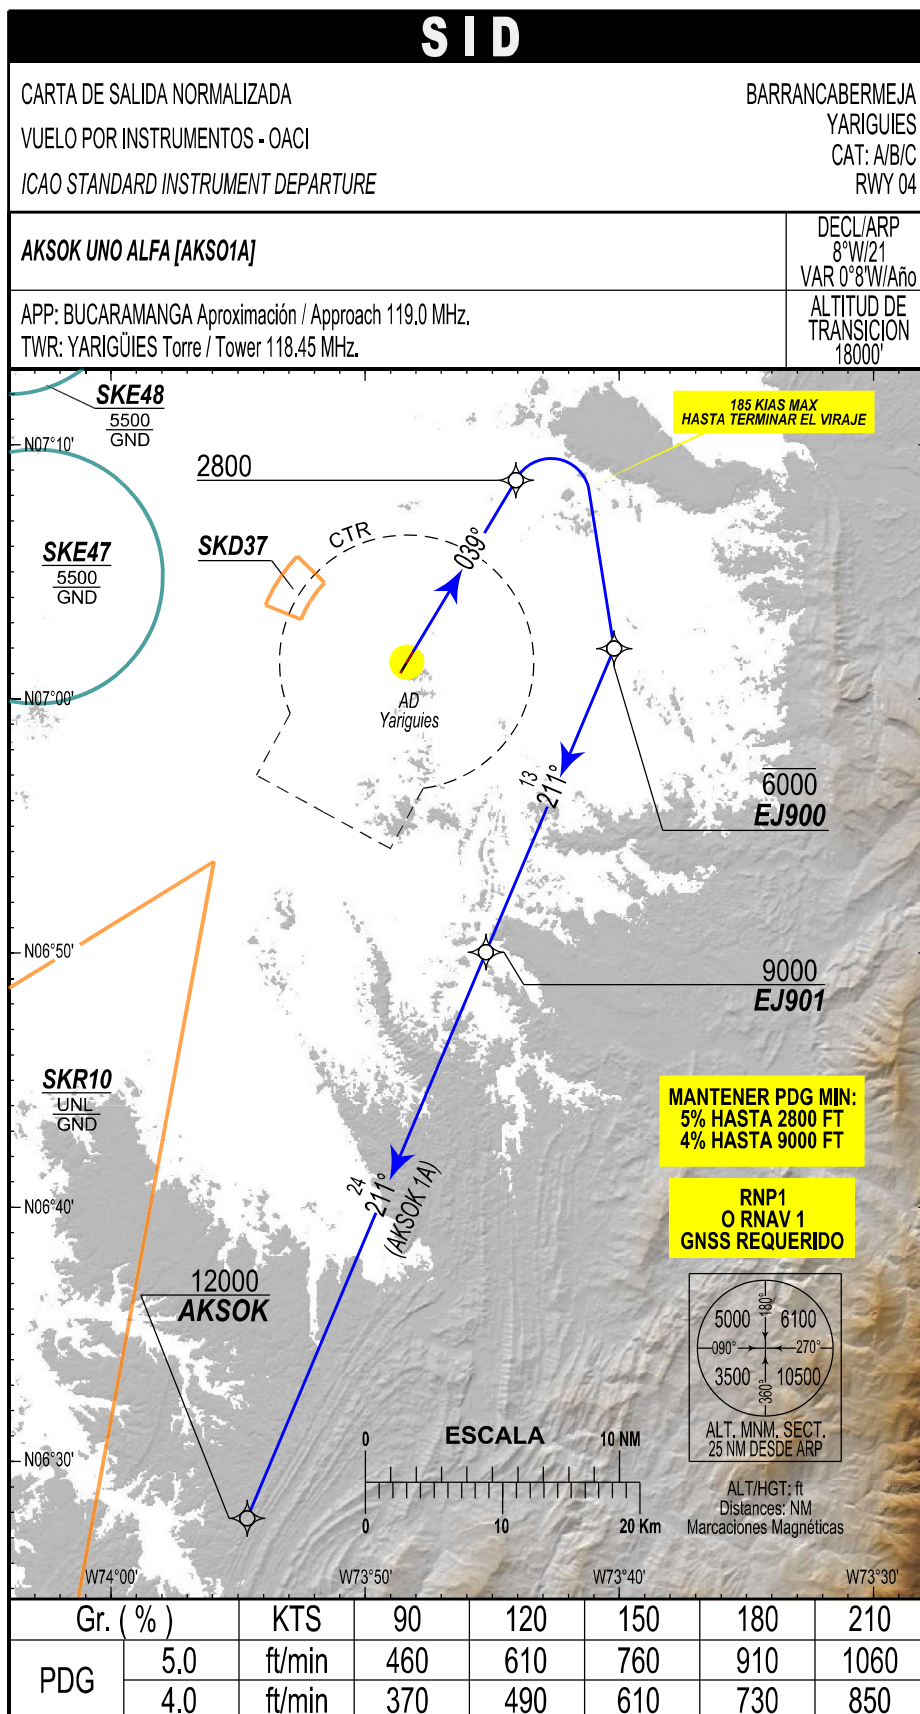 SID
CARTA DE SALIDA NORMALIZADA
VUELO POR INSTRUMENTOS - OACI
ICAO STANDARD INSTRUMENT DEPARTURE
BARRANCABERMEJA
YARIGUIES
CAT: A/B/C
RWY 04
AKSOK UNO ALFA [AKSO1A]
DECL/ARP
8°W/21
VAR 0°8'W/Año
APP: BUCARAMANGA Aproximación / Approach 119.0 MHz.
TWR: YARIGÜIES Torre / Tower 118.45 MHz.
ALTITUD DE
TRANSICION
18000'
SKE48
5500
GND
185 KIAS MAX
HASTA TERMINAR EL VIRAJE
N07°10'
2800
CTR
039°
SKD37
SKE47
5500
GND
N07°00'
AD
Yariguies
13
211°
6000
EJ900
N06°50'
9000
EJ901
SKR10
UNL
GND
MANTENER PDG MIN:
5% HASTA 2800 FT
4% HASTA 9000 FT
24
211°
(AKSOK 1A)
N06°40'
RNP1
O RNAV 1
GNSS REQUERIDO
12000
AKSOK
180°
5000 6100
090° 270°
3500 10500
360°
ALT. MNM. SECT.
25 NM DESDE ARP
N06°30'
ESCALA
0 10 NM
0 10 20 Km
ALT/HGT: ft
Distances: NM
Marcaciones Magnéticas
W74°00' W73°50' W73°40' W73°30'
Gr. ( % ) KTS 90 120 150 180 210
PDG 5.0 ft/min 460 610 760 910 1060
4.0 ft/min 370 490 610 730 850